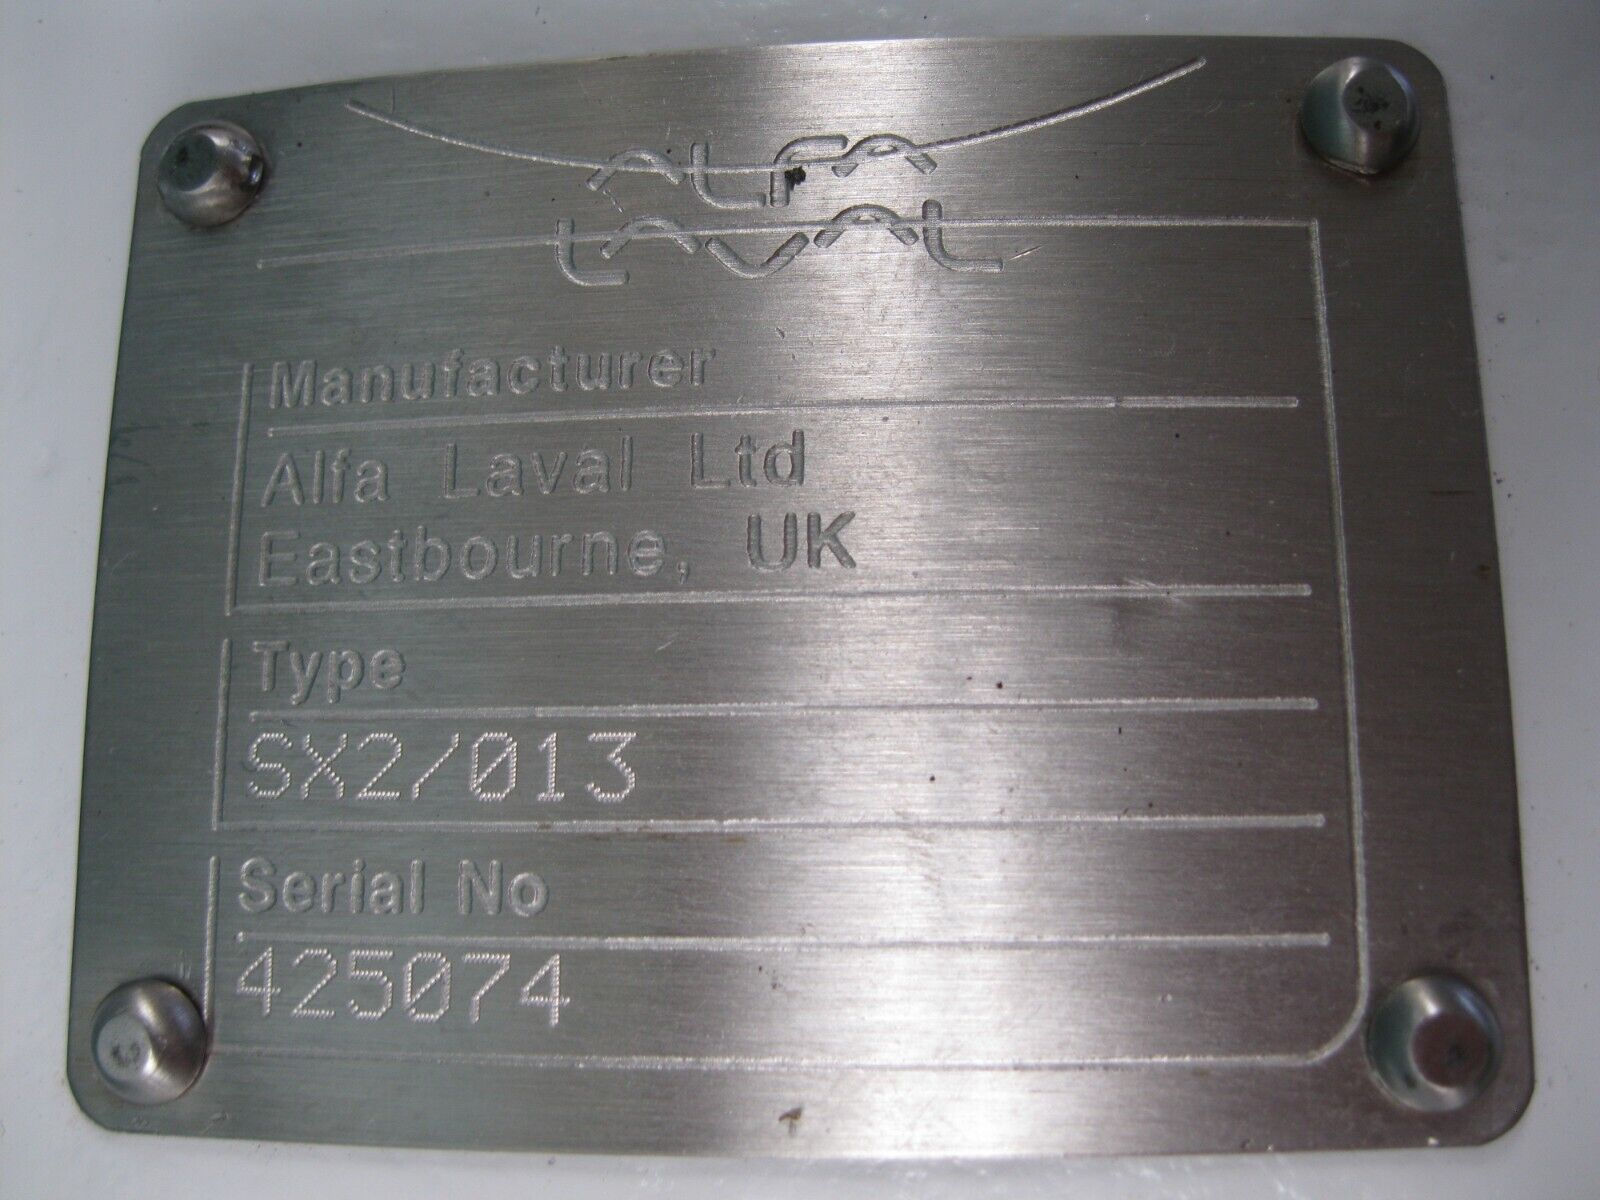 ALFA
LAVAL
Manufacturer
Alfa Laval Ltd
Eastbourne, UK
Type
SX2/013
Serial No
425074